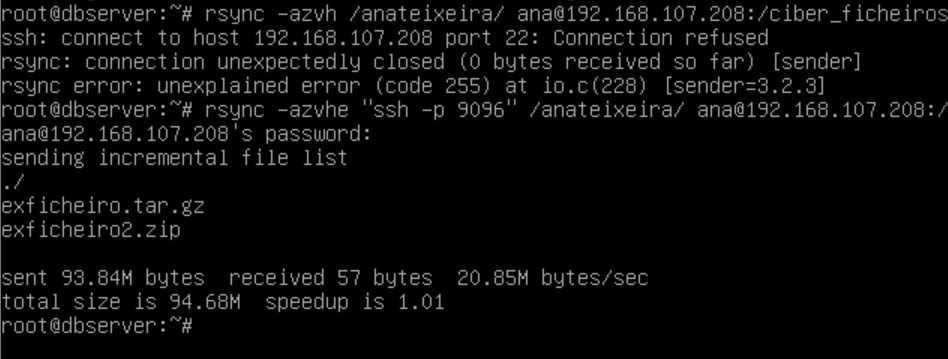 root@dbserver:~# rsync -azvh /anateixeira/ ana@192.168.107.208:/ciber_ficheiros
ssh: connect to host 192.168.107.208 port 22: Connection refused
rsync: connection unexpectedly closed (0 bytes received so far) [sender]
rsync error: unexplained error (code 255) at io.c(228) [sender=3.2.3]
root@dbserver:~# rsync -azvhe "ssh -p 9096" /anateixeira/ ana@192.168.107.208:/
ana@192.168.107.208's password:
sending incremental file list
./
exficheiro.tar.gz
exficheiro2.zip
sent 93.84M bytes  received 57 bytes  20.85M bytes/sec
total size is 94.68M  speedup is 1.01
root@dbserver:~#